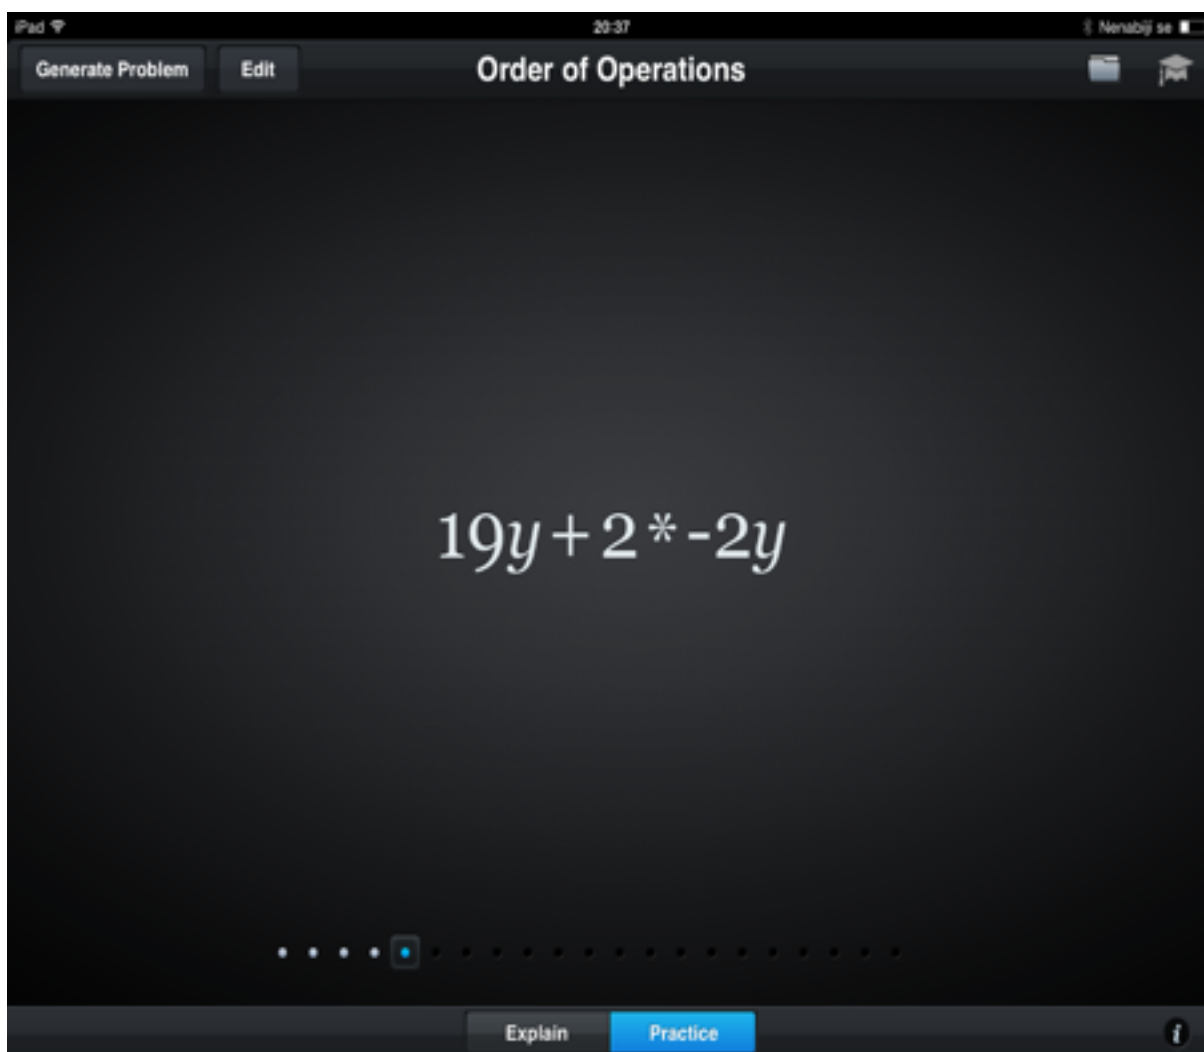 iPad 20:37 Nenabíjí se
Generate Problem Edit Order of Operations
19y+2*-2y
Explain Practice i